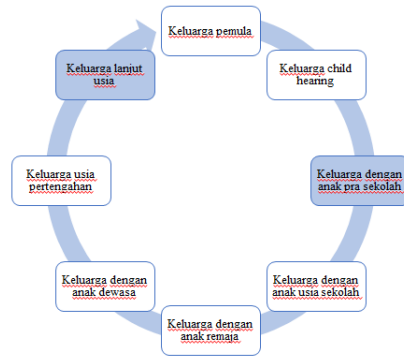 Keluarga pemula
Keluarga child
hearing
Keluarga dengan
anak pra sekolah
Keluarga dengan
anak usia sekolah
Keluarga dengan
anak remaja
Keluarga dengan
anak dewasa
Keluarga usia
pertengahan
Keluarga lanjut
usia